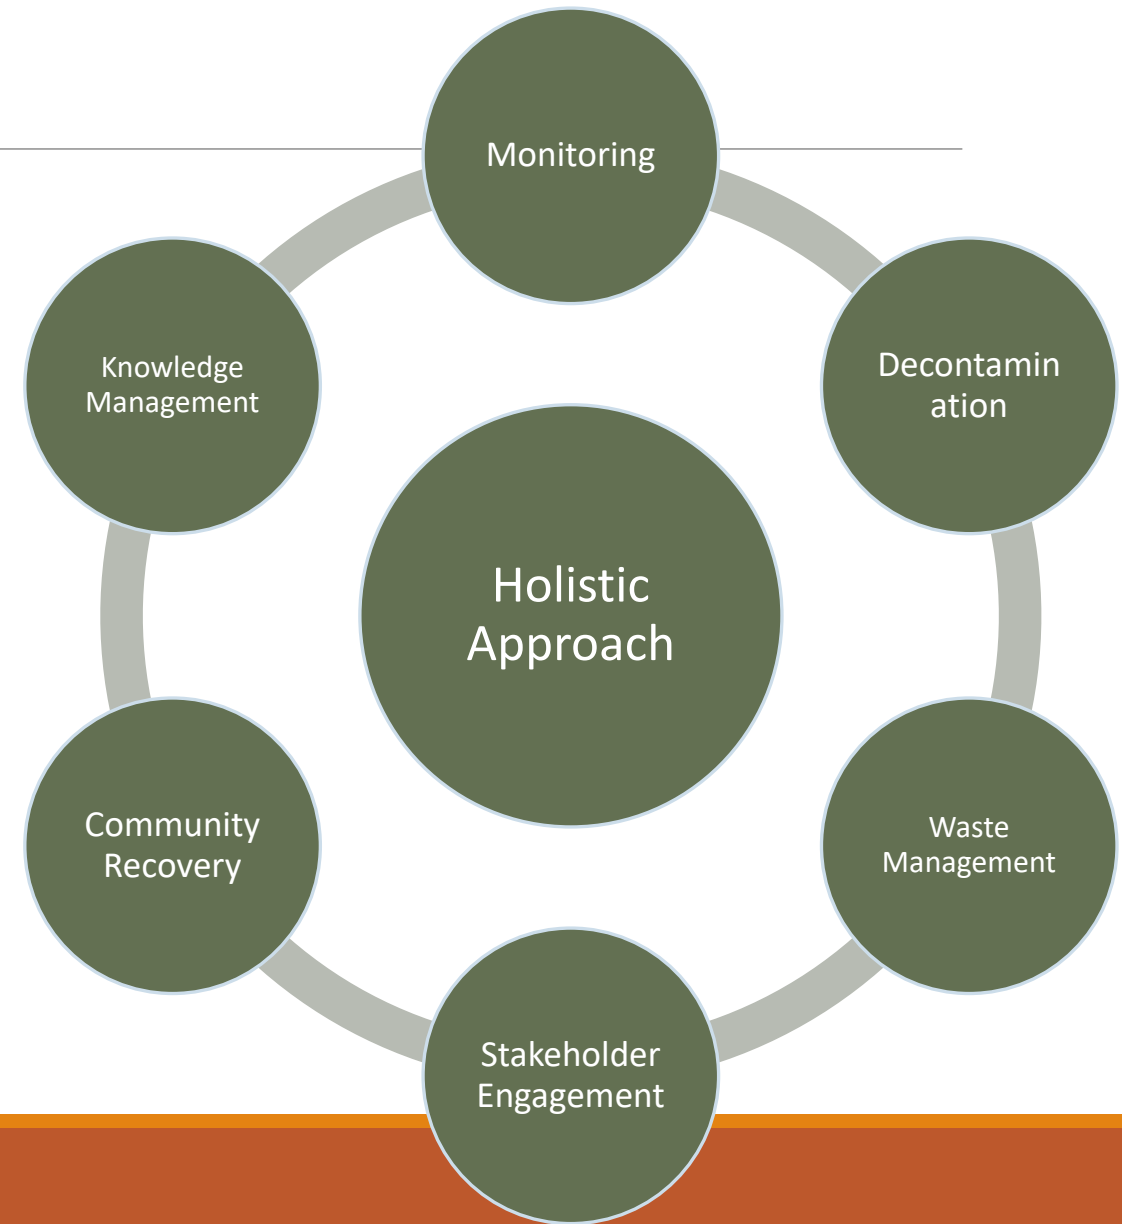 Monitoring
Decontamin
ation
Waste
Management
Stakeholder
Engagement
Community
Recovery
Knowledge
Management
Holistic
Approach